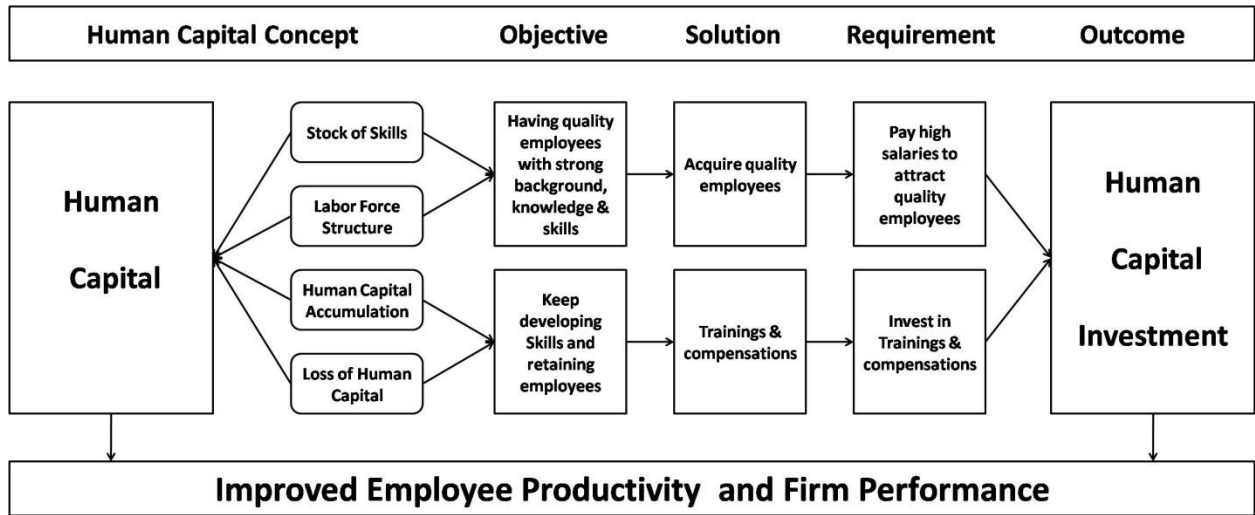 Human Capital Concept Objective Solution Requirement Outcome
Human
Capital
Stock of Skills
Labor Force
Structure
Human Capital
Accumulation
Loss of Human
Capital
Having quality
employees
with strong
background,
knowledge &
skills
Acquire quality
employees
Pay high
salaries to
attract
quality
employees
Keep
developing
Skills and
retaining
employees
Trainings &
compensations
Invest in
Trainings &
compensations
Human
Capital
Investment
Improved Employee Productivity and Firm Performance